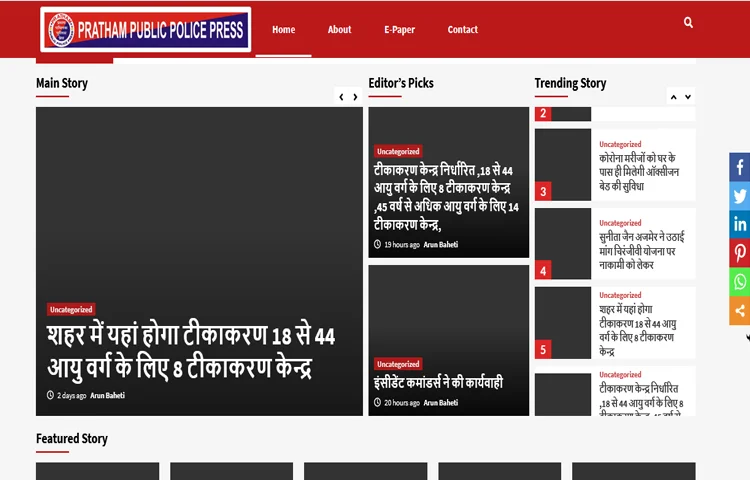 PRATHAM PUBLIC POLICE PRESS
Home
About
E-Paper
Contact
Main Story
Uncategorized
शहर में यहां होगा टीकाकरण 18 से 44
आयु वर्ग के लिए 8 टीकाकरण केन्द्र
2 days ago Arun Baheti
Editor's Picks
Uncategorized
टीकाकरण केन्द्र निर्धारित ,18 से 44
आयु वर्ग के लिए 8 टीकाकरण केन्द्र
,45 वर्ष से अधिक आयु वर्ग के लिए 14
टीकाकरण केन्द्र,
19 hours ago Arun Baheti
Uncategorized
इंसीडेंट कमांडर्स ने की कार्यवाही
20 hours ago Arun Baheti
Trending Story
2
Uncategorized
कोरोना मरीजों को घर के
पास ही मिलेगी ऑक्सीजन
बेड की सुविधा
3
Uncategorized
सुनीता जैन अजमेर ने उठाई
मांग चिरंजीवी योजना पर
नाकामी को लेकर
4
Uncategorized
शहर में यहां होगा
टीकाकरण 18 से 44 आयु
वर्ग के लिए 8 टीकाकरण
केन्द्र
5
Uncategorized
टीकाकरण केन्द्र निर्धारित
,18 से 44 आयु वर्ग के लिए 8
Featured Story